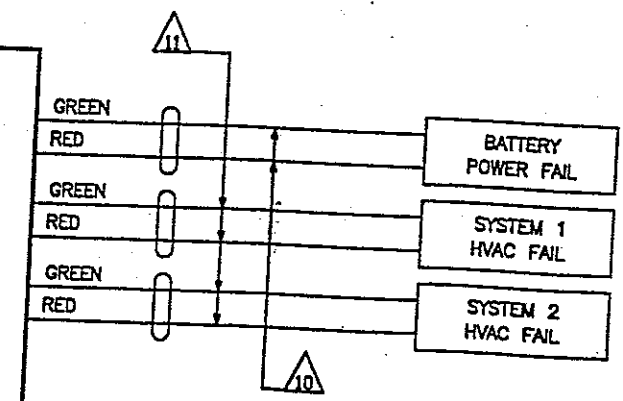 11
GREEN
RED
BATTERY
POWER FAIL
GREEN
RED
SYSTEM 1
HVAC FAIL
GREEN
RED
SYSTEM 2
HVAC FAIL
10